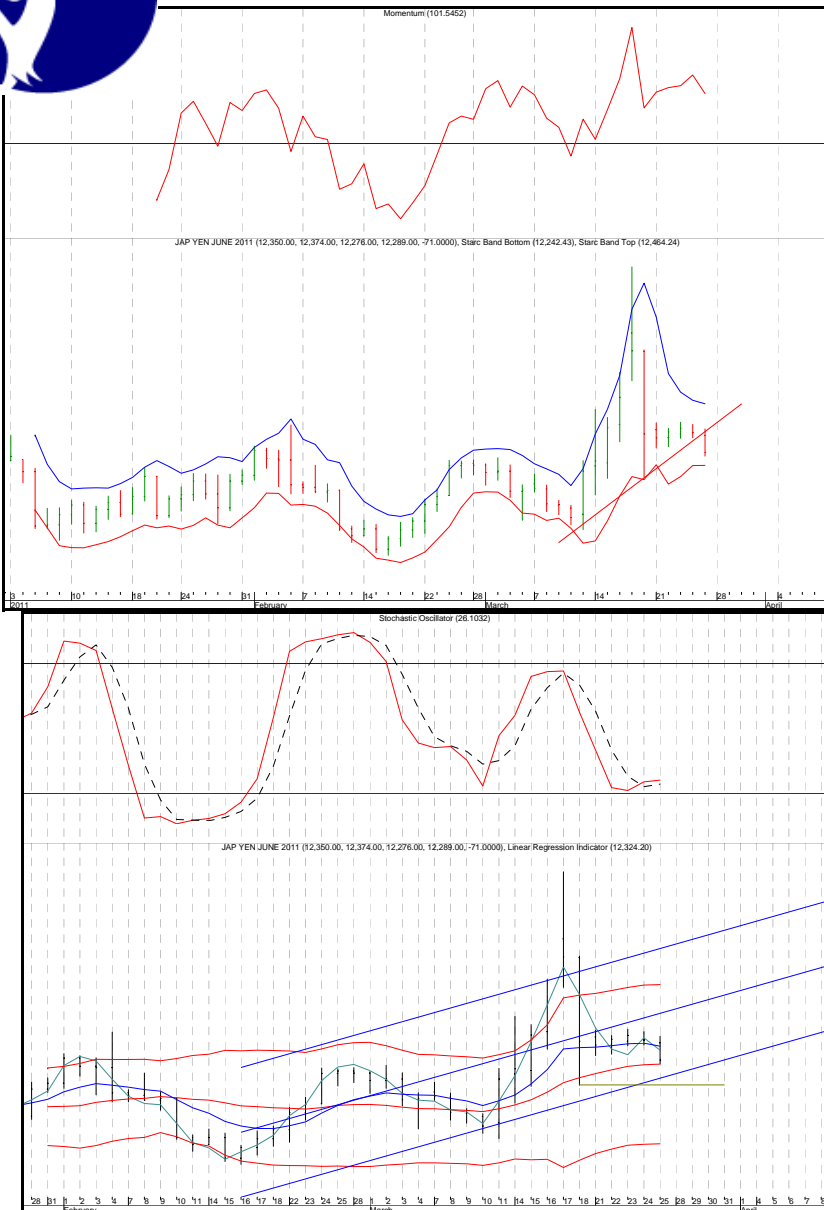 Momentum (101.5452)
JAP YEN JUNE 2011 (12,350.00, 12,374.00, 12,276.00, 12,289.00, -71.0000), Starc Band Bottom (12,242.43), Starc Band Top (12,464.24)
3 10 18 24 31 7 14 22 28 7 14 21 28 4
2011 February March April
Stochastic Oscillator (26.1032)
JAP YEN JUNE 2011 (12,350.00, 12,374.00, 12,276.00, 12,289.00, -71.0000), Linear Regression Indicator (12,324.20)
28 31 1 2 3 4 7 8 9 10 11 14 15 16 17 18 22 23 24 25 28 1 2 3 4 7 8 9 10 11 14 15 16 17 18 21 22 23 24 25 28 29 30 31 1 4 5 6 7 8
February March April